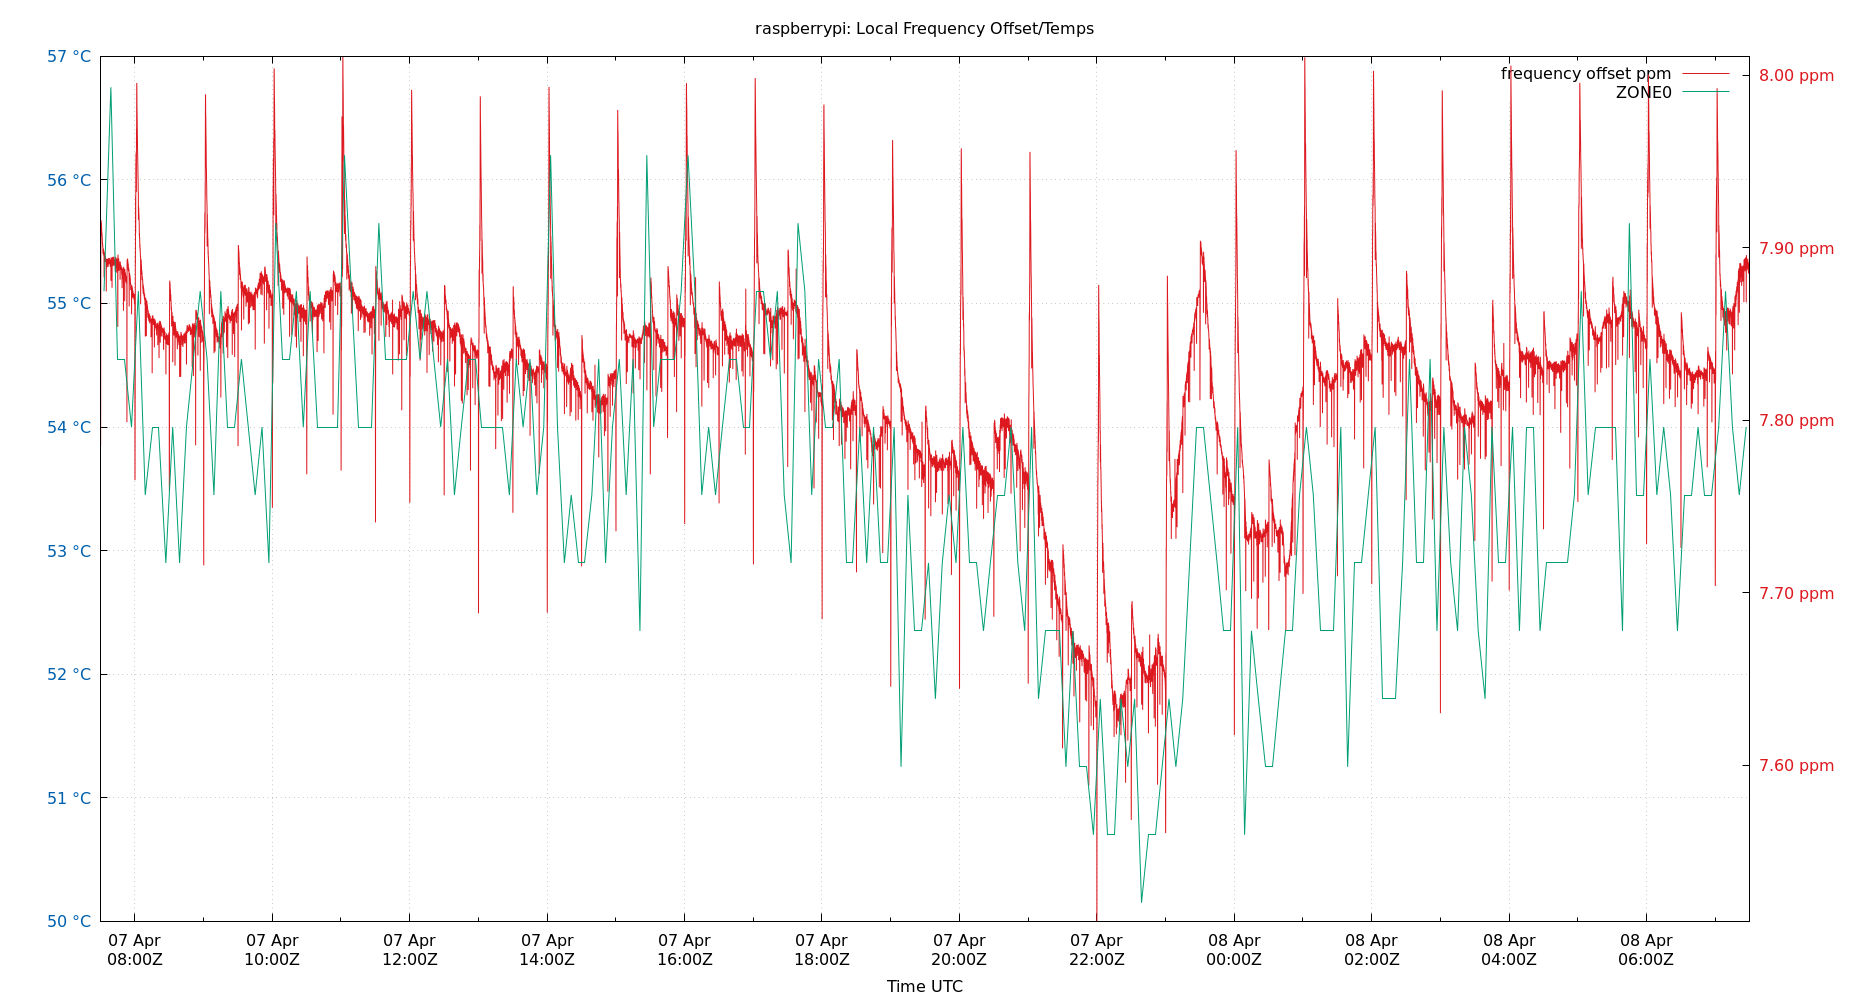 raspberrypi: Local Frequency Offset/Temps
57 °C
56 °C
55 °C
54 °C
53 °C
52 °C
51 °C
50 °C
frequency offset ppm
ZONE0
8.00 ppm
7.90 ppm
7.80 ppm
7.70 ppm
7.60 ppm
07 Apr
08:00Z
07 Apr
10:00Z
07 Apr
12:00Z
07 Apr
14:00Z
07 Apr
16:00Z
07 Apr
18:00Z
07 Apr
20:00Z
07 Apr
22:00Z
08 Apr
00:00Z
08 Apr
02:00Z
08 Apr
04:00Z
08 Apr
06:00Z
Time UTC